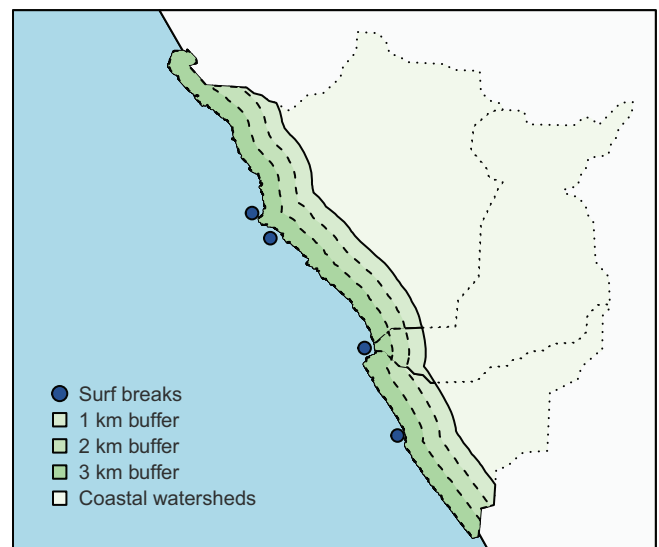 Surf breaks
1 km buffer
2 km buffer
3 km buffer
Coastal watersheds